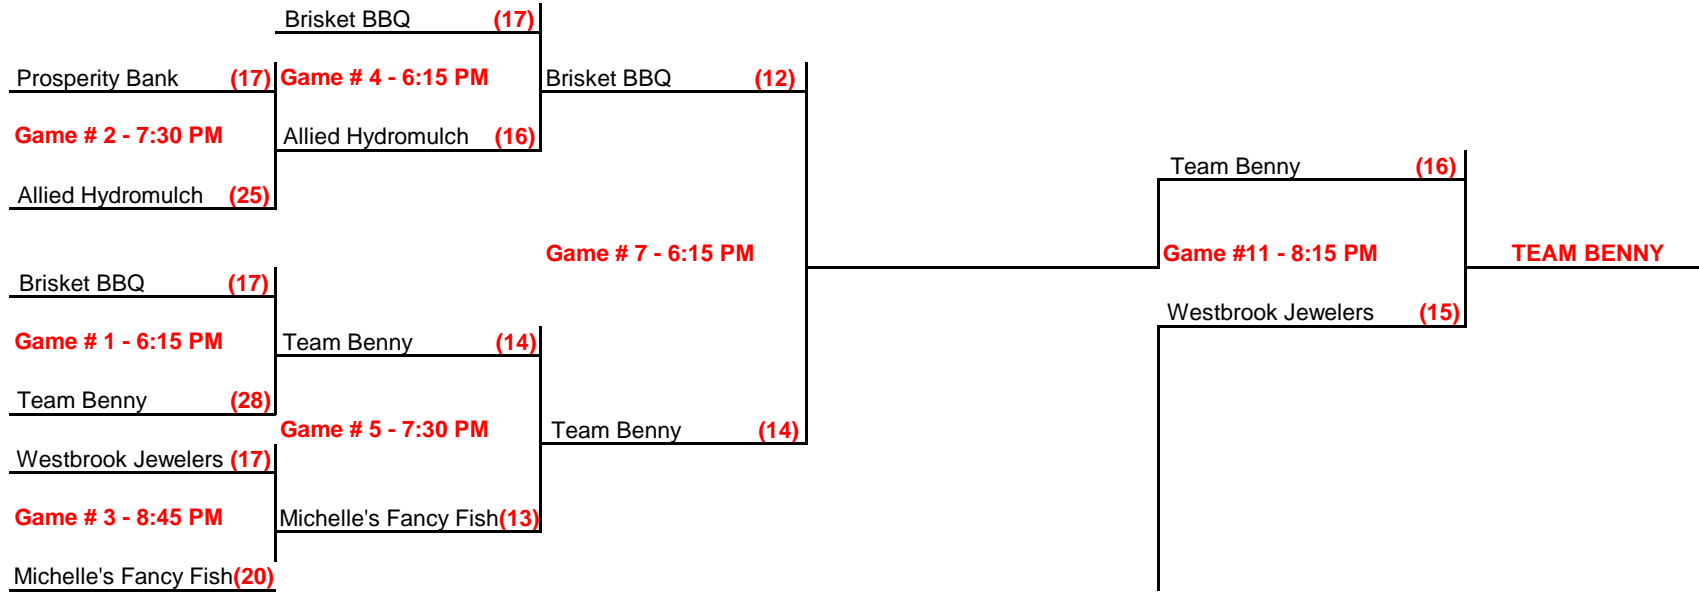 Brisket BBQ (17)
Prosperity Bank (17) Game # 4 - 6:15 PM Brisket BBQ (12)
Game # 2 - 7:30 PM Allied Hydromulch (16)
Team Benny (16)
Allied Hydromulch (25)
Game # 7 - 6:15 PM Game #11 - 8:15 PM TEAM BENNY
Brisket BBQ (17)
Westbrook Jewelers (15)
Game # 1 - 6:15 PM Team Benny (14)
Team Benny (28)
Game # 5 - 7:30 PM Team Benny (14)
Westbrook Jewelers (17)
Game # 3 - 8:45 PM Michelle's Fancy Fish(13)
Michelle's Fancy Fish(20)